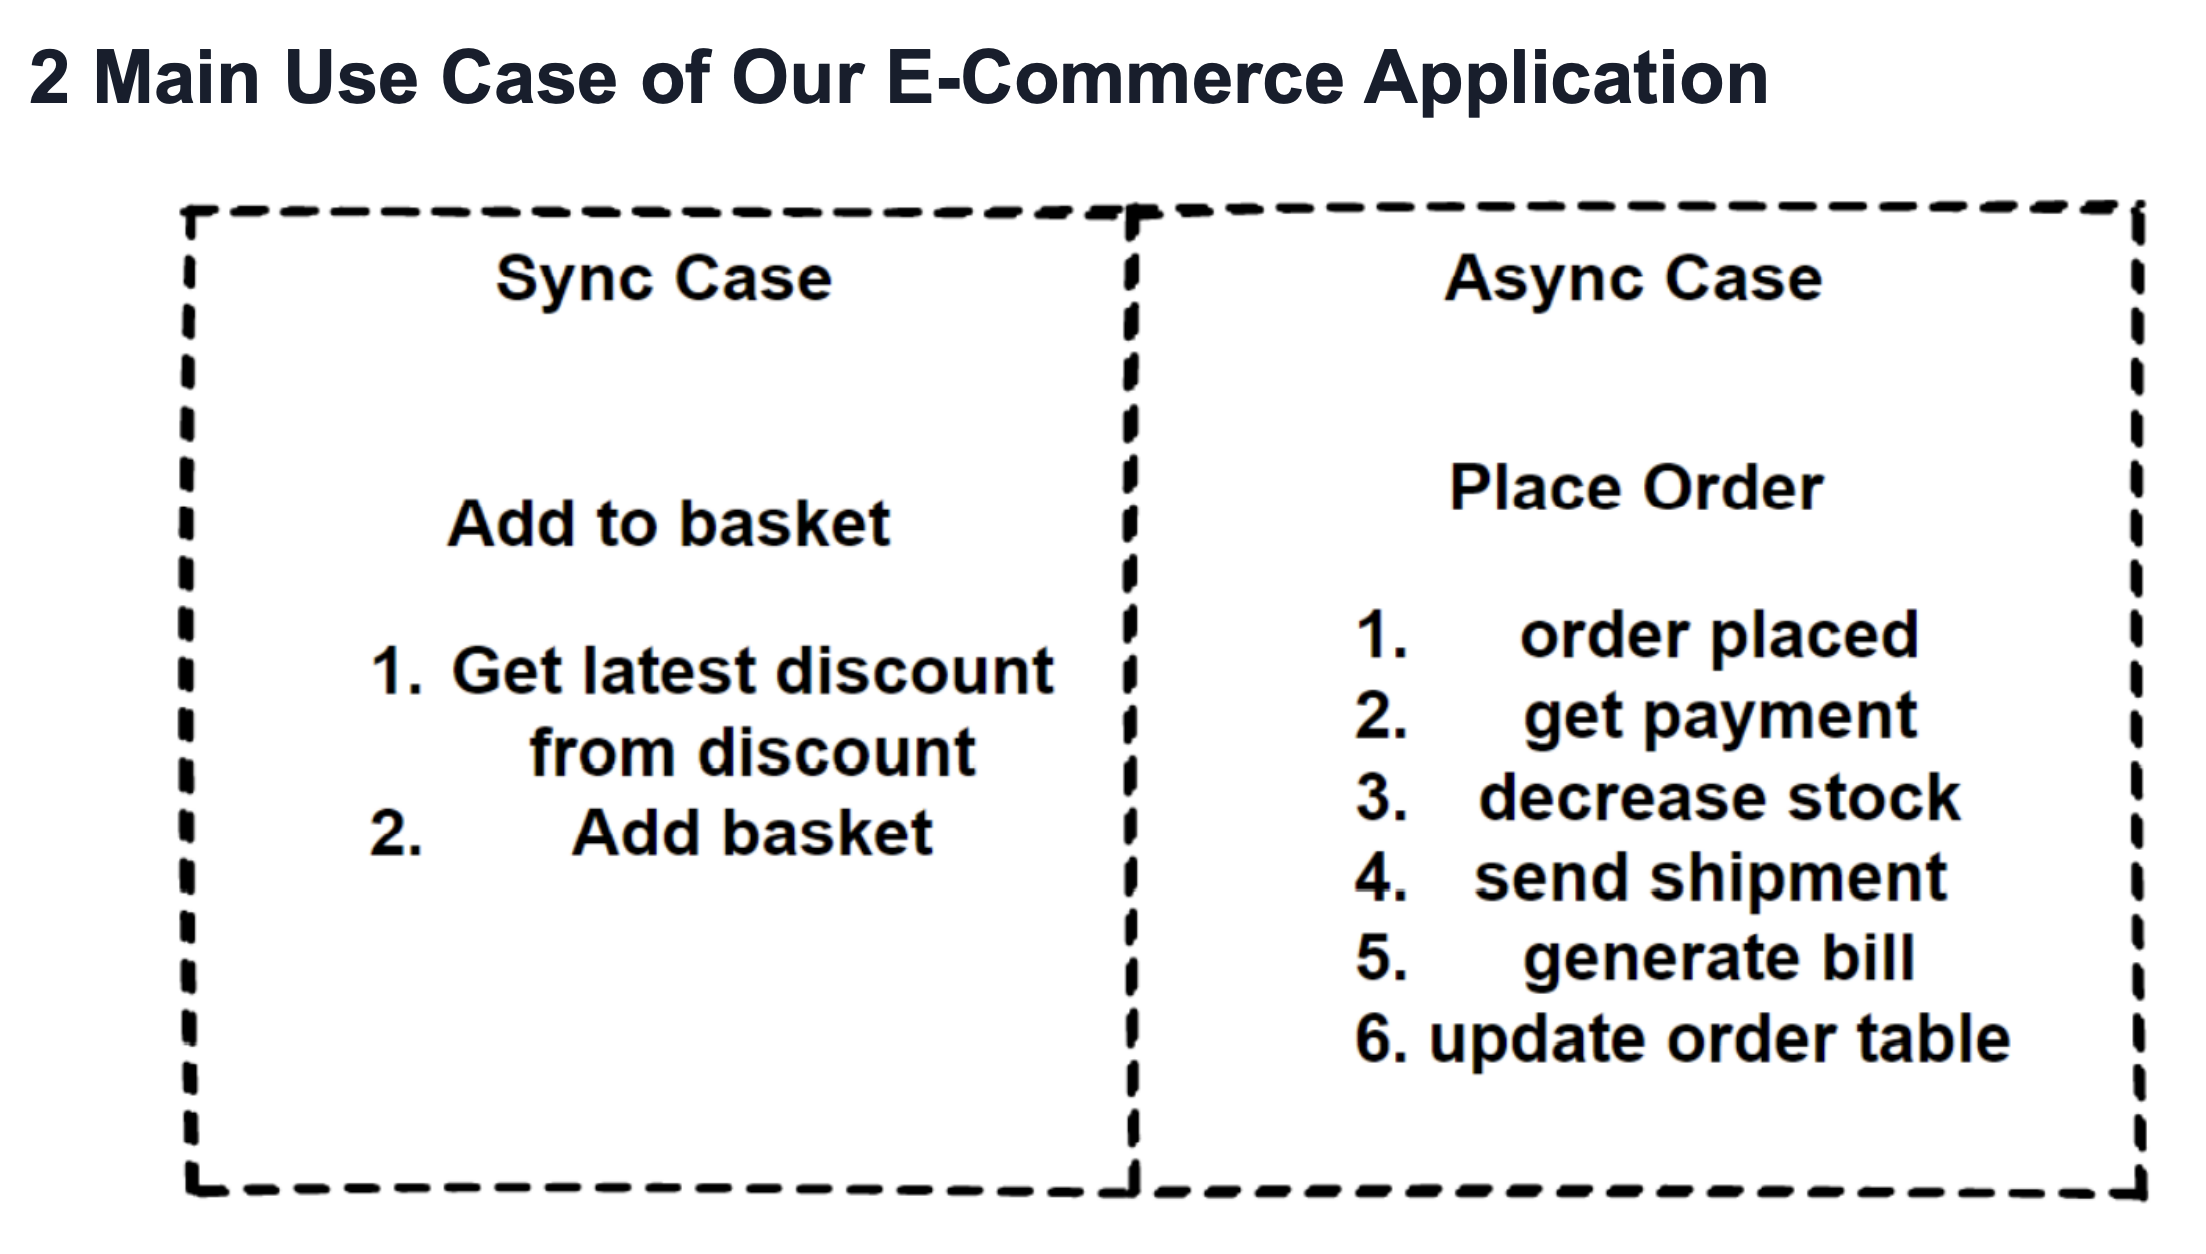 2 Main Use Case of Our E-Commerce Application
Sync Case
Add to basket
1. Get latest discount
from discount
2. Add basket
Async Case
Place Order
1. order placed
2. get payment
3. decrease stock
4. send shipment
5. generate bill
6. update order table